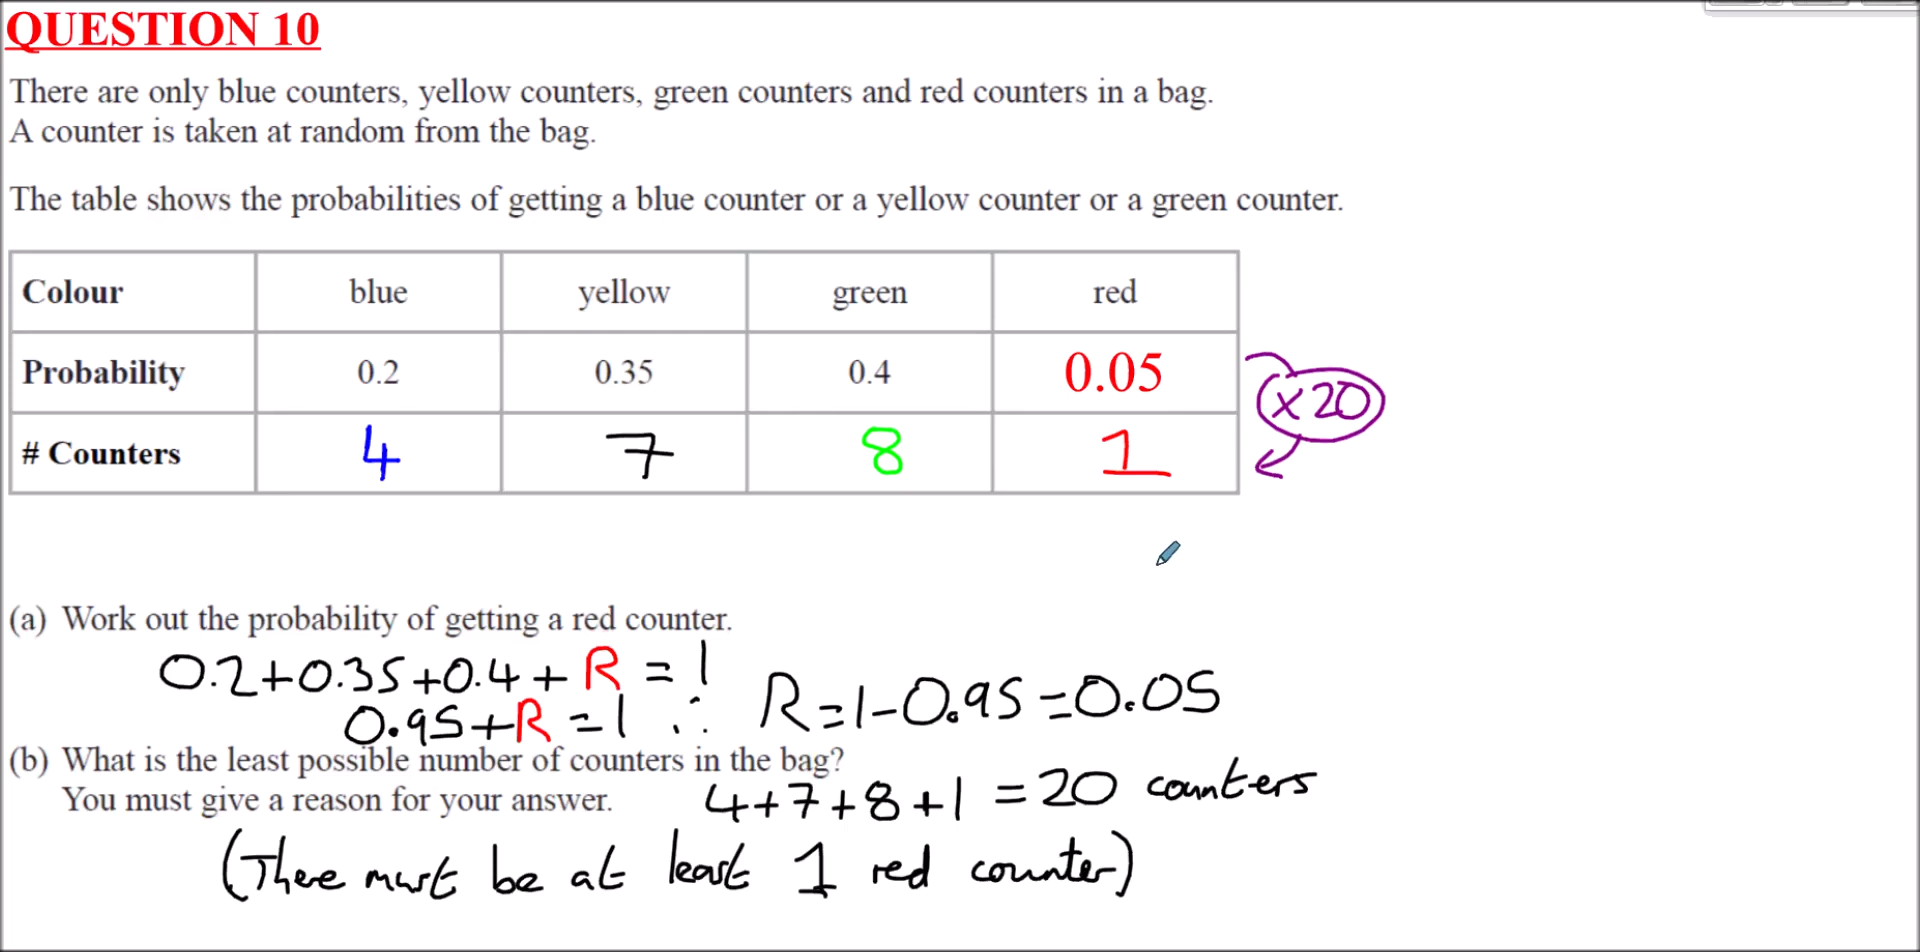 QUESTION 10
There are only blue counters, yellow counters, green counters and red counters in a bag.
A counter is taken at random from the bag.
The table shows the probabilities of getting a blue counter or a yellow counter or a green counter.
Colour blue yellow green red
Probability 0.2 0.35 0.4 0.05
x 20
# Counters 4 7 8 1
(a) Work out the probability of getting a red counter.
0.2+0.35+0.4+R = 1
0.95+R = 1 ∴ R=1-0.95=0.05
(b) What is the least possible number of counters in the bag?
You must give a reason for your answer. 4+7+8+1 = 20 counters
(There must be at least 1 red counter)